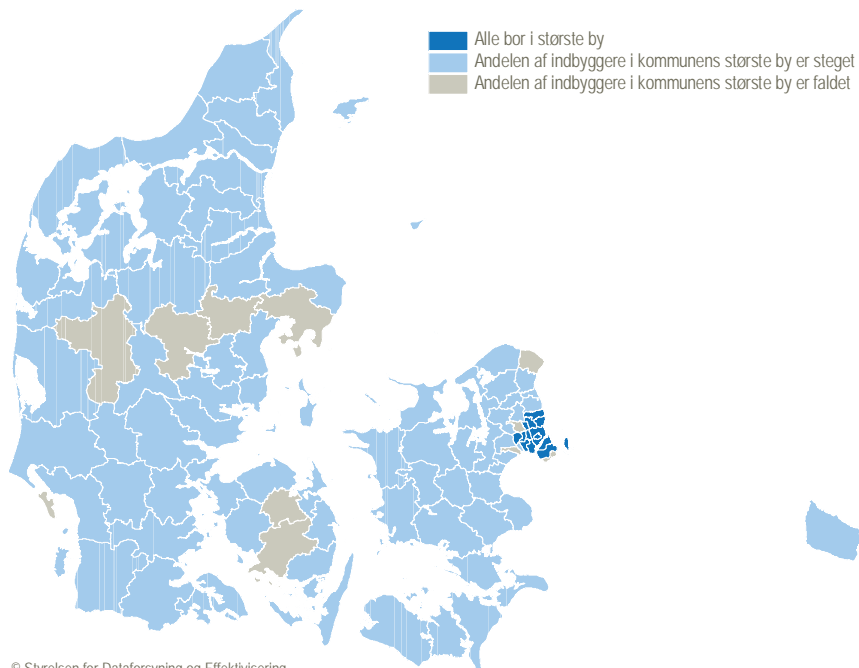 Alle bor i største by
Andelen af indbyggere i kommunens største by er steget
Andelen af indbyggere i kommunens største by er faldet
© Styrelsen for Dataforsyning og Effektivisering